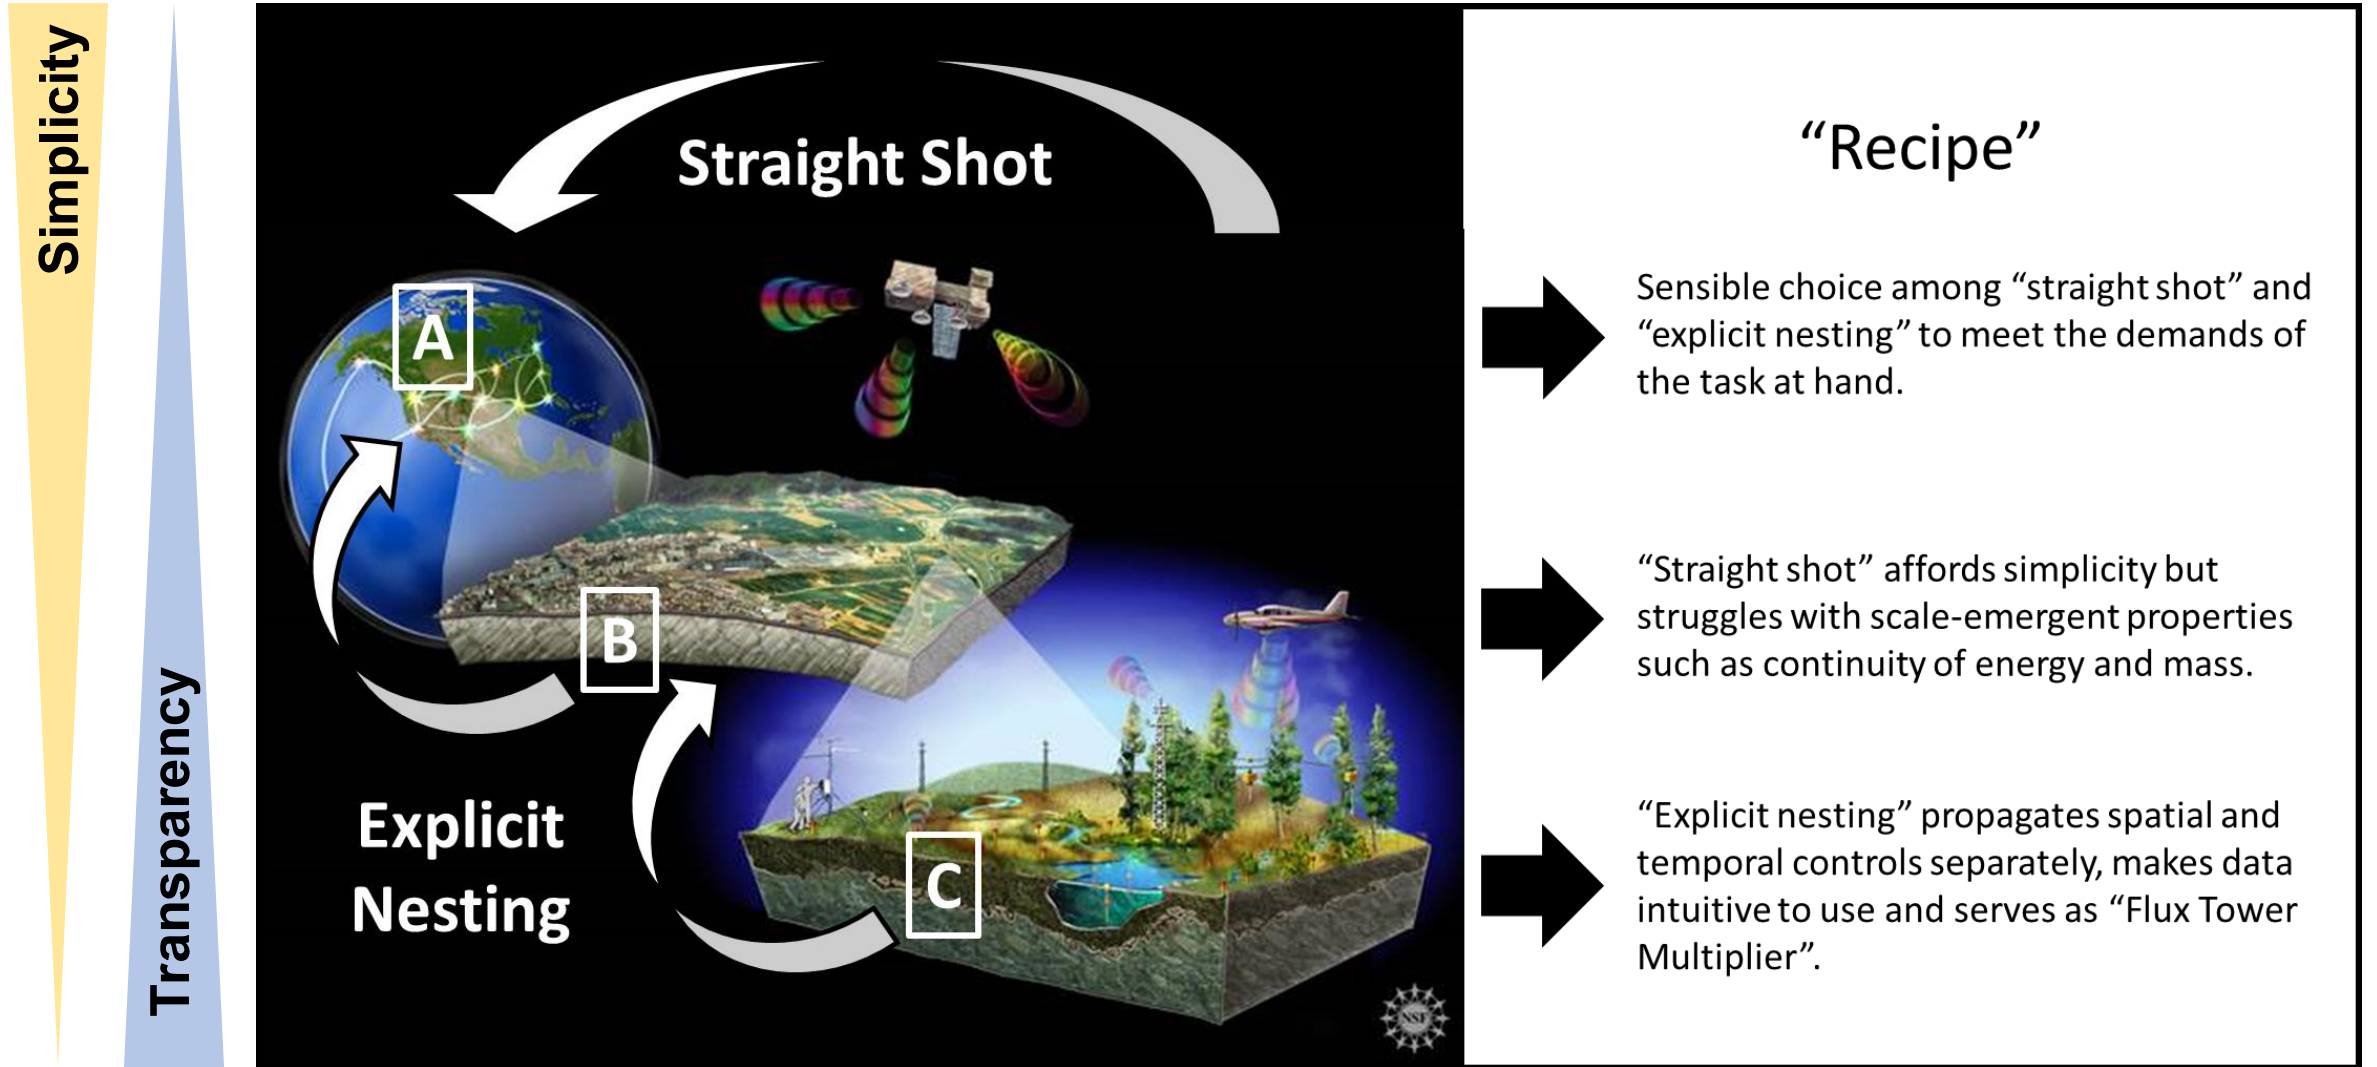 Simplicity
Transparency
Straight Shot
A
B
C
Explicit
Nesting
NSF
“Recipe”
Sensible choice among “straight shot” and
“explicit nesting” to meet the demands of
the task at hand.
“Straight shot” affords simplicity but
struggles with scale-emergent properties
such as continuity of energy and mass.
“Explicit nesting” propagates spatial and
temporal controls separately, makes data
intuitive to use and serves as “Flux Tower
Multiplier”.